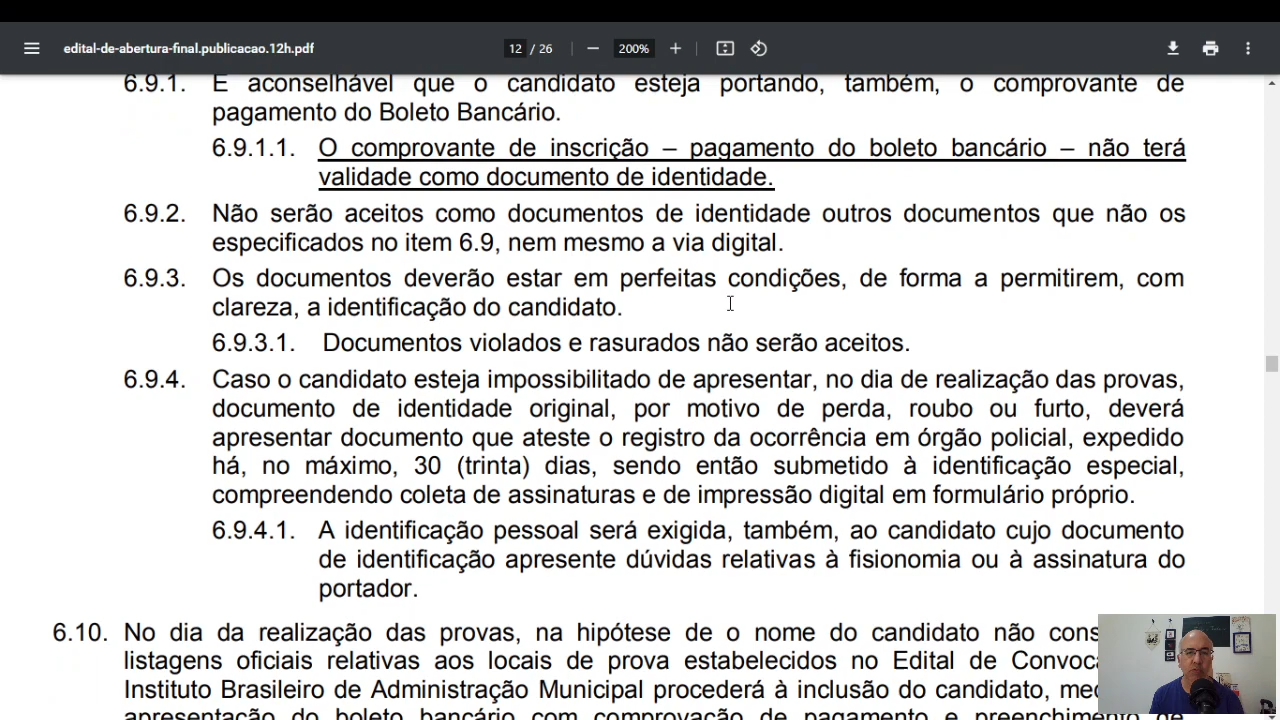 edital-de-abertura-final.publicacao.12h.pdf 12 / 26 200%
6.9.1. É aconselhável que o candidato esteja portando, também, o comprovante de
pagamento do Boleto Bancário.
6.9.1.1. O comprovante de inscrição – pagamento do boleto bancário – não terá
validade como documento de identidade.
6.9.2. Não serão aceitos como documentos de identidade outros documentos que não os
especificados no item 6.9, nem mesmo a via digital.
6.9.3. Os documentos deverão estar em perfeitas condições, de forma a permitirem, com
clareza, a identificação do candidato.
6.9.3.1. Documentos violados e rasurados não serão aceitos.
6.9.4. Caso o candidato esteja impossibilitado de apresentar, no dia de realização das provas,
documento de identidade original, por motivo de perda, roubo ou furto, deverá
apresentar documento que ateste o registro da ocorrência em órgão policial, expedido
há, no máximo, 30 (trinta) dias, sendo então submetido à identificação especial,
compreendendo coleta de assinaturas e de impressão digital em formulário próprio.
6.9.4.1. A identificação pessoal será exigida, também, ao candidato cujo documento
de identificação apresente dúvidas relativas à fisionomia ou à assinatura do
portador.
6.10. No dia da realização das provas, na hipótese de o nome do candidato não cons
listagens oficiais relativas aos locais de prova estabelecidos no Edital de Convoca
Instituto Brasileiro de Administração Municipal procederá à inclusão do candidato, me
apresentação do boleto bancário com comprovação de pagamento e preenchimento de